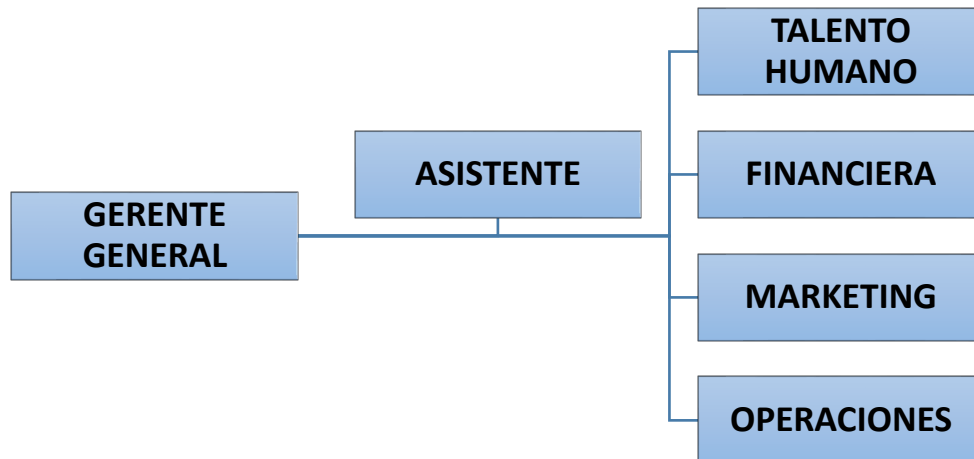 GERENTE
GENERAL
ASISTENTE
TALENTO
HUMANO
FINANCIERA
MARKETING
OPERACIONES